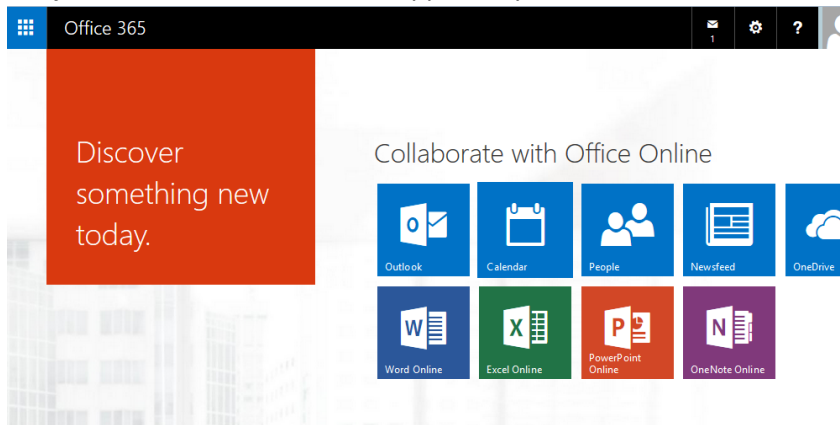 Office 365
1
?
Discover
something new
today.
Collaborate with Office Online
Outlook
Calendar
People
Newsfeed
OneDrive
Word Online
Excel Online
PowerPoint
Online
OneNote Online